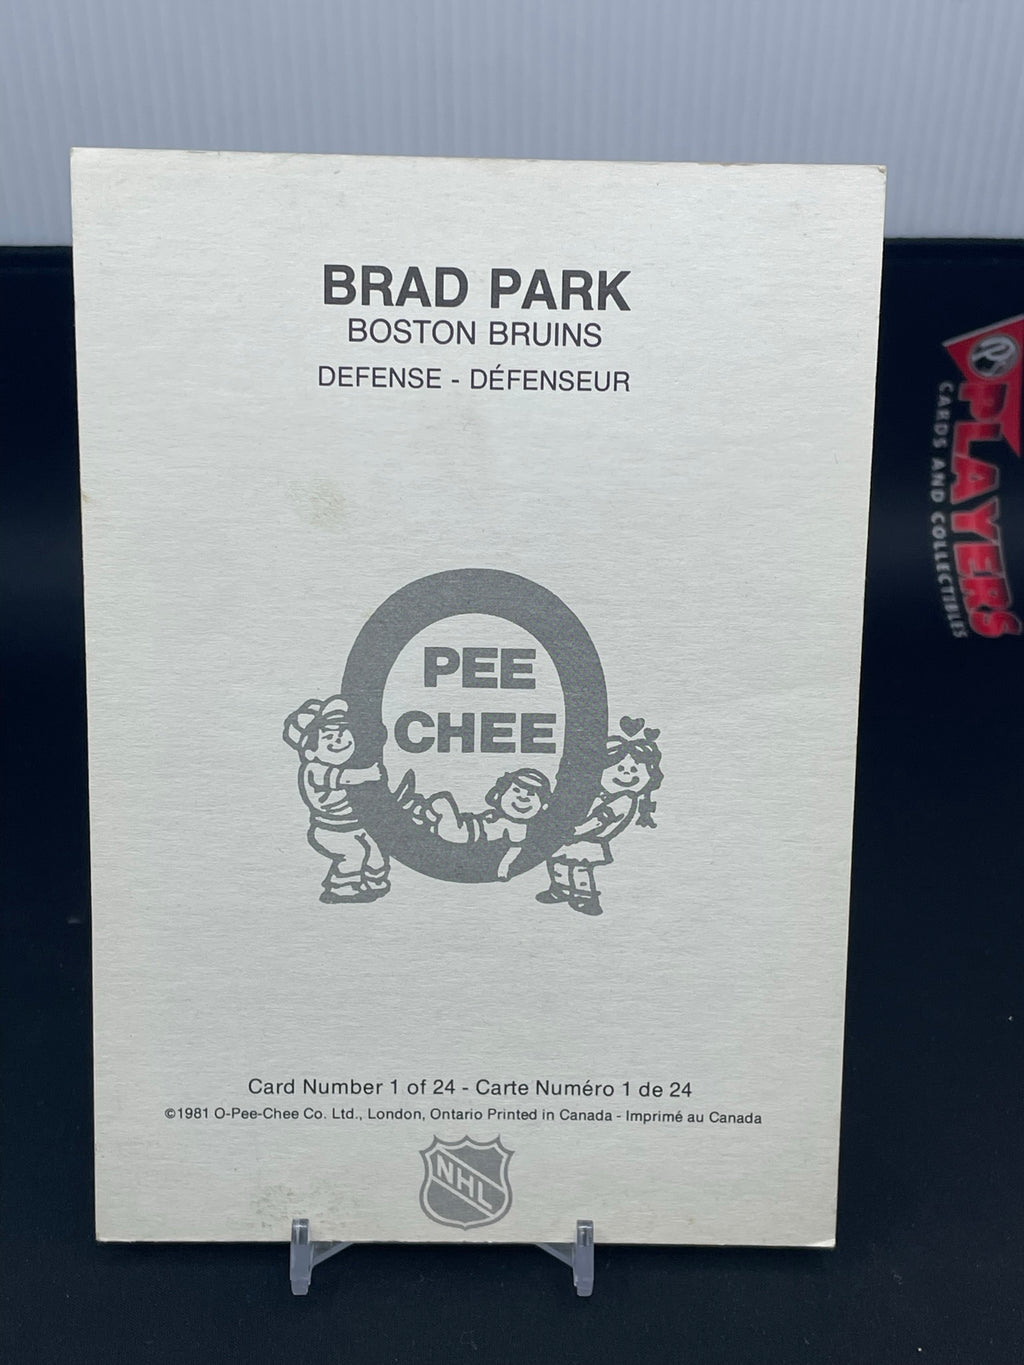 BRAD PARK
BOSTON BRUINS
DEFENSE - DÉFENSEUR
PEE
CHEE
Card Number 1 of 24 - Carte Numéro 1 de 24
©1981 O-Pee-Chee Co. Ltd., London, Ontario Printed in Canada - Imprimé au Canada
NHL
PLAYERS
CARDS AND COLLECTIBLES